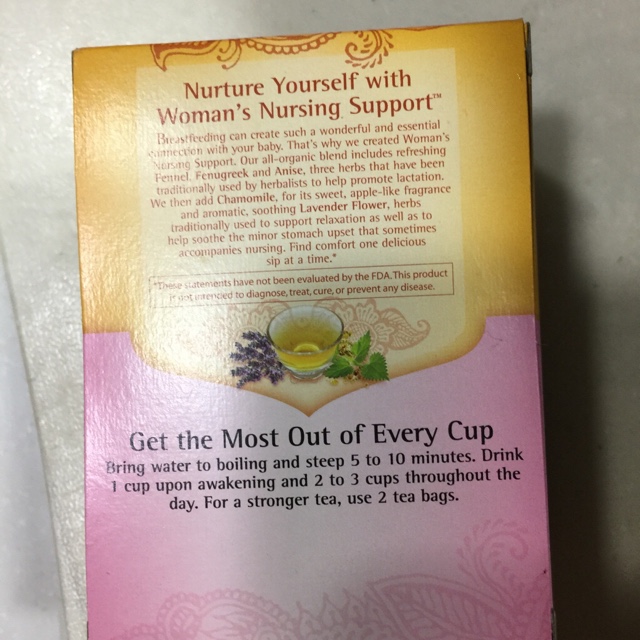 Nurture Yourself with
Woman's Nursing Support™
Breastfeeding can create such a wonderful and essential
connection with your baby. That's why we created Woman's
Nursing Support. Our all-organic blend includes refreshing
Fennel, Fenugreek and Anise, three herbs that have been
traditionally used by herbalists to help promote lactation.
We then add Chamomile, for its sweet, apple-like fragrance
and aromatic, soothing Lavender Flower, herbs
traditionally used to support relaxation as well as to
help soothe the minor stomach upset that sometimes
accompanies nursing. Find comfort one delicious
sip at a time.*
*These statements have not been evaluated by the FDA. This product
is not intended to diagnose, treat, cure, or prevent any disease.
Get the Most Out of Every Cup
Bring water to boiling and steep 5 to 10 minutes. Drink
1 cup upon awakening and 2 to 3 cups throughout the
day. For a stronger tea, use 2 tea bags.